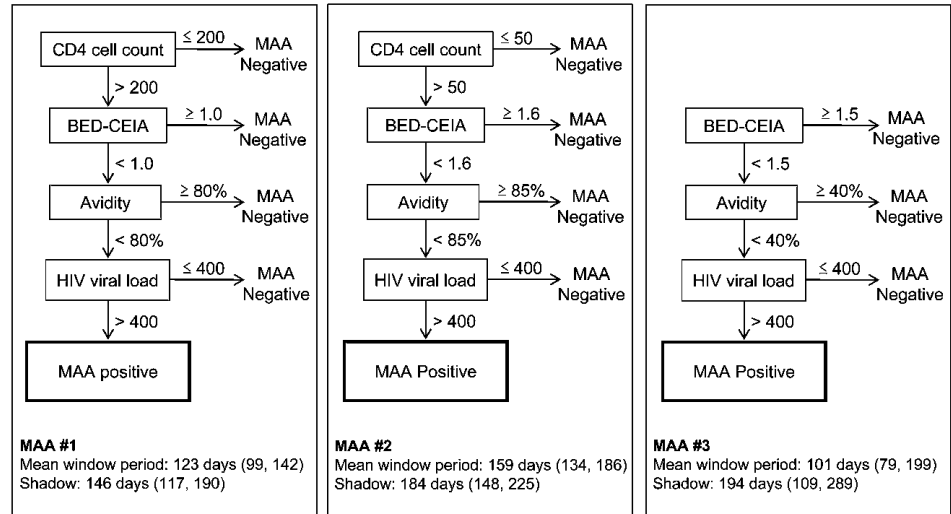 CD4 cell count
≤ 200
MAA
Negative
> 200
BED-CEIA
≥ 1.0
MAA
Negative
< 1.0
Avidity
≥ 80%
MAA
Negative
< 80%
HIV viral load
≤ 400
MAA
Negative
> 400
MAA positive
MAA #1
Mean window period: 123 days (99, 142)
Shadow: 146 days (117, 190)
CD4 cell count
≤ 50
MAA
Negative
> 50
BED-CEIA
≥ 1.6
MAA
Negative
< 1.6
Avidity
≥ 85%
MAA
Negative
< 85%
HIV viral load
≤ 400
MAA
Negative
> 400
MAA Positive
MAA #2
Mean window period: 159 days (134, 186)
Shadow: 184 days (148, 225)
BED-CEIA
≥ 1.5
MAA
Negative
< 1.5
Avidity
≥ 40%
MAA
Negative
< 40%
HIV viral load
≤ 400
MAA
Negative
> 400
MAA Positive
MAA #3
Mean window period: 101 days (79, 199)
Shadow: 194 days (109, 289)